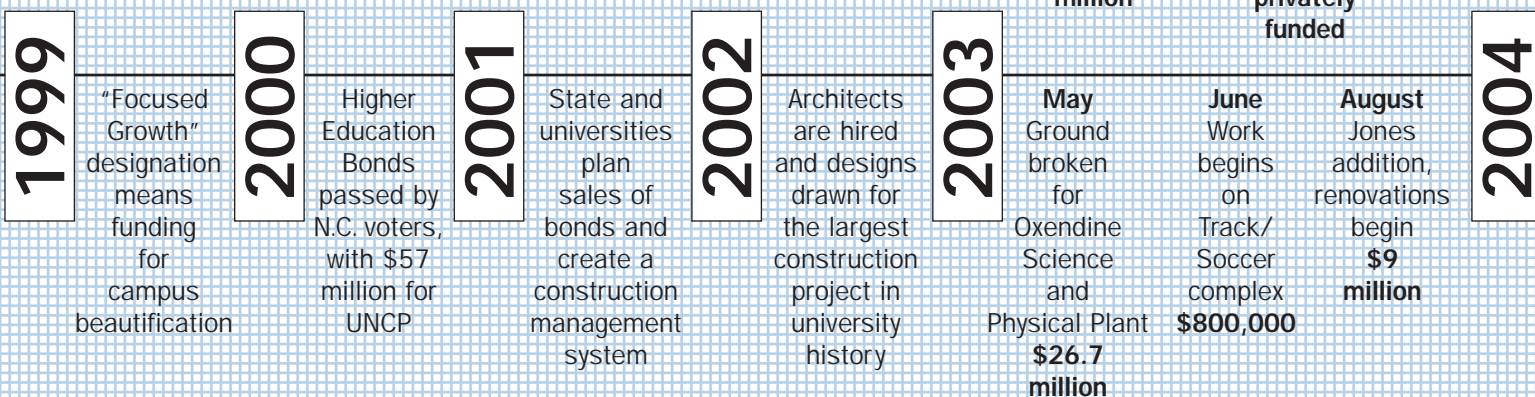 million
privately
funded
1999
"Focused
Growth"
designation
means
funding
for
campus
beautification
2000
Higher
Education
Bonds
passed by
N.C. voters,
with $57
million for
UNCP
2001
State and
universities
plan
sales of
bonds and
create a
construction
management
system
2002
Architects
are hired
and designs
drawn for
the largest
construction
project in
university
history
2003
May
Ground
broken
for
Oxendine
Science
and
Physical Plant
$26.7
million
June
Work
begins
on
Track/
Soccer
complex
$800,000
August
Jones
addition,
renovations
begin
$9
million
2004